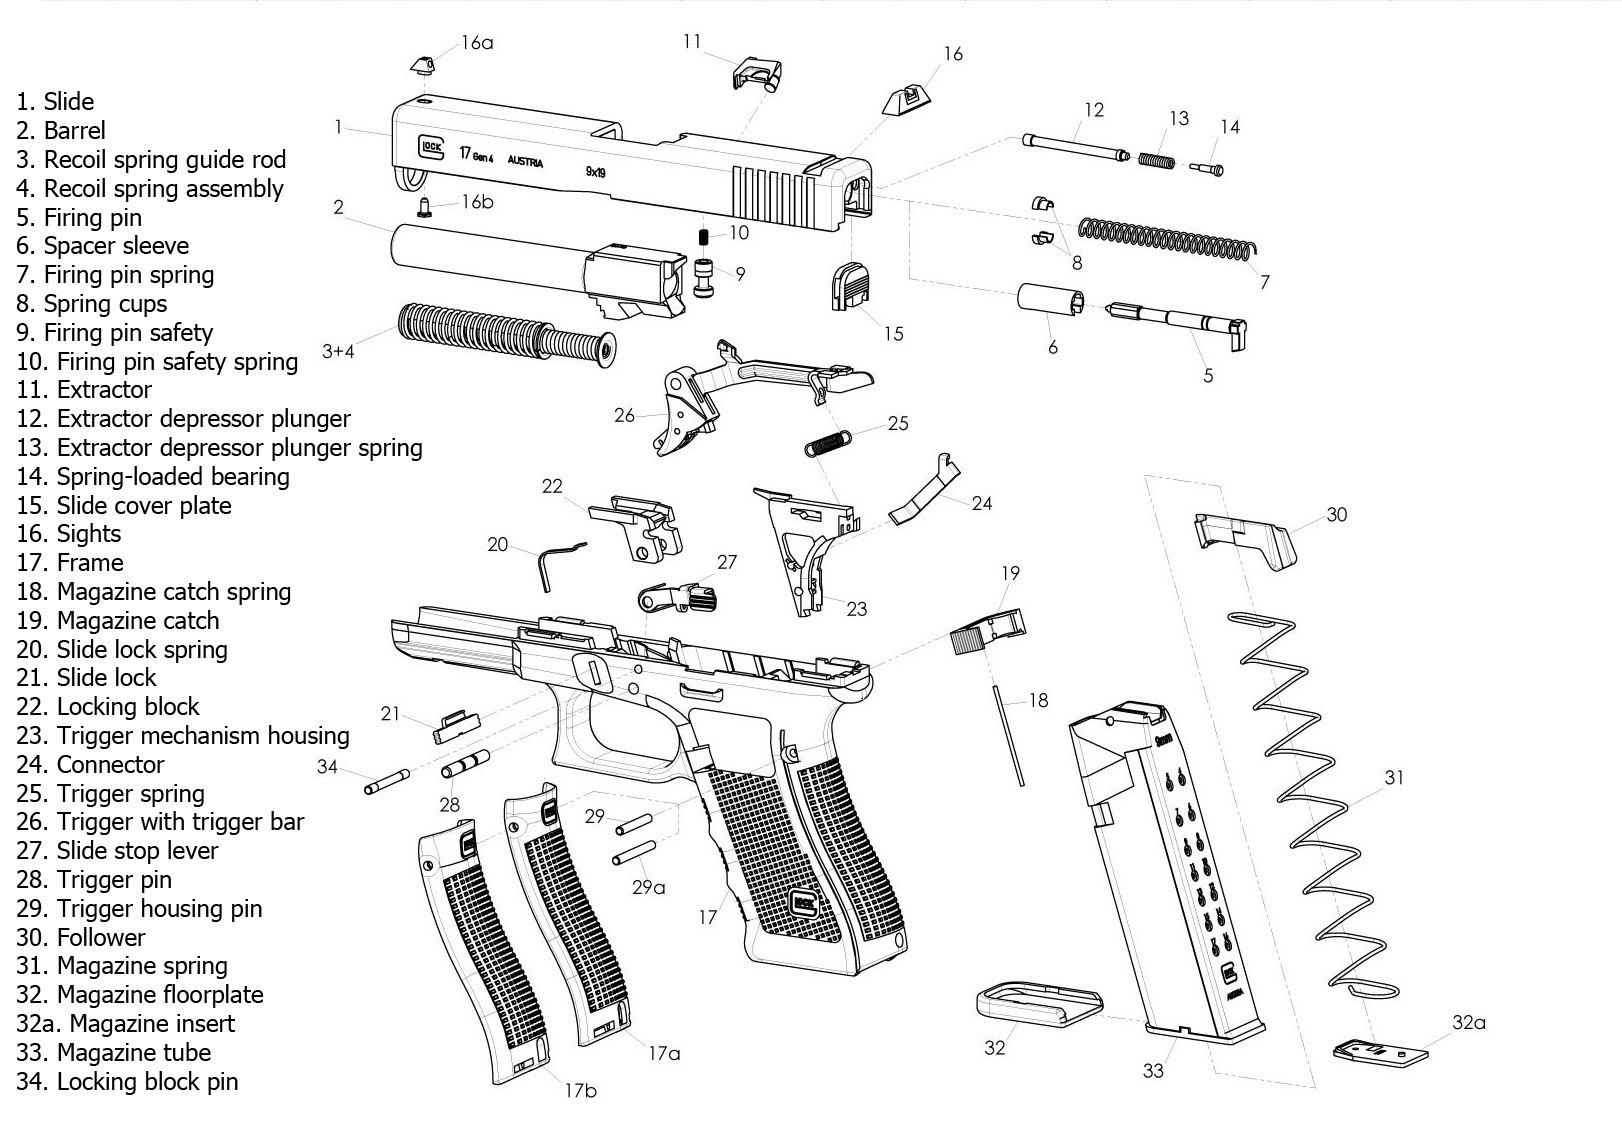 1. Slide
2. Barrel
3. Recoil spring guide rod
4. Recoil spring assembly
5. Firing pin
6. Spacer sleeve
7. Firing pin spring
8. Spring cups
9. Firing pin safety
10. Firing pin safety spring
11. Extractor
12. Extractor depressor plunger
13. Extractor depressor plunger spring
14. Spring-loaded bearing
15. Slide cover plate
16. Sights
17. Frame
18. Magazine catch spring
19. Magazine catch
20. Slide lock spring
21. Slide lock
22. Locking block
23. Trigger mechanism housing
24. Connector
25. Trigger spring
26. Trigger with trigger bar
27. Slide stop lever
28. Trigger pin
29. Trigger housing pin
30. Follower
31. Magazine spring
32. Magazine floorplate
32a. Magazine insert
33. Magazine tube
34. Locking block pin
16a
11
16
1
GLOCK
17 Gen4 AUSTRIA
9x19
12
13
14
2
16b
10
9
8
7
3+4
15
6
5
26
25
22
24
30
20
27
23
19
21
18
9mm
34
28
31
29
29a
17
GLOCK
GLOCK
GLOCK
GLOCK
AUSTRIA
32
33
32a
17a
17b